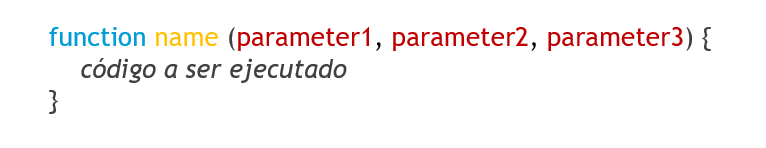 function name (parameter1, parameter2, parameter3) {
código a ser ejecutado
}